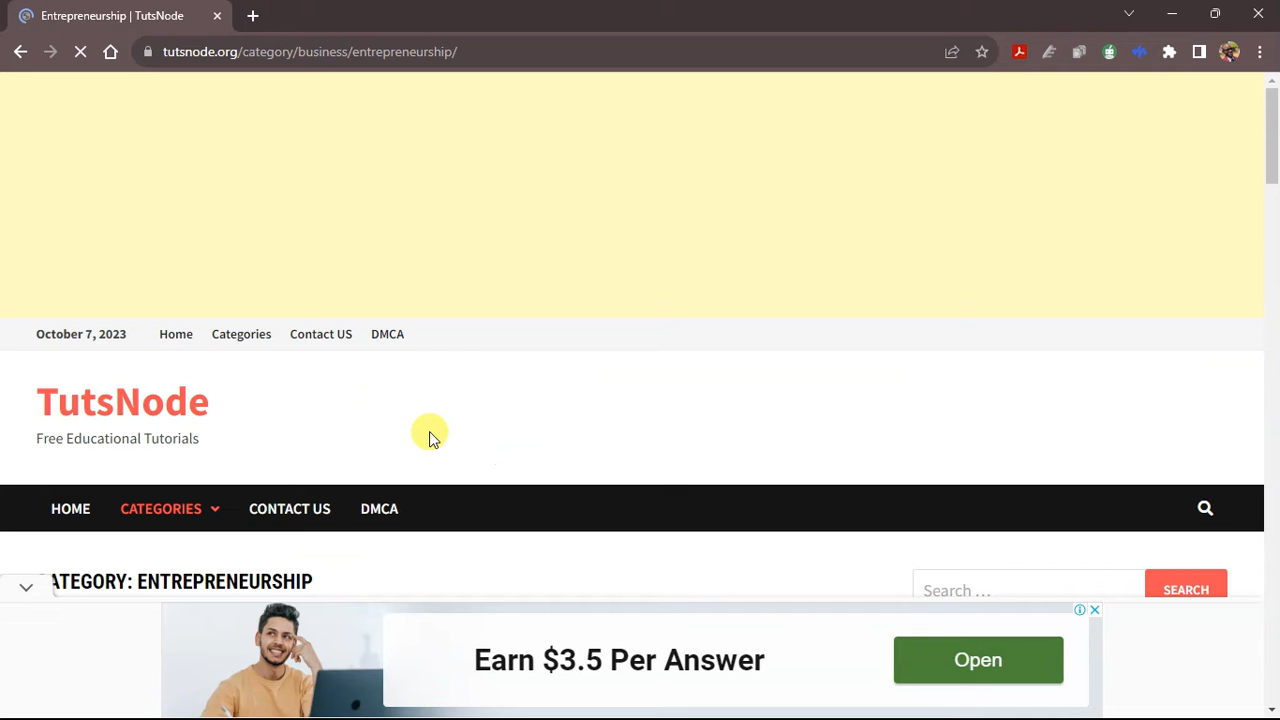 Entrepreneurship | TutsNode
tutsnode.org/category/business/entrepreneurship/
October 7, 2023 Home Categories Contact US DMCA
TutsNode
Free Educational Tutorials
HOME CATEGORIES CONTACT US DMCA
ATEGORY: ENTREPRENEURSHIP
Search …
SEARCH
Earn $3.5 Per Answer
Open